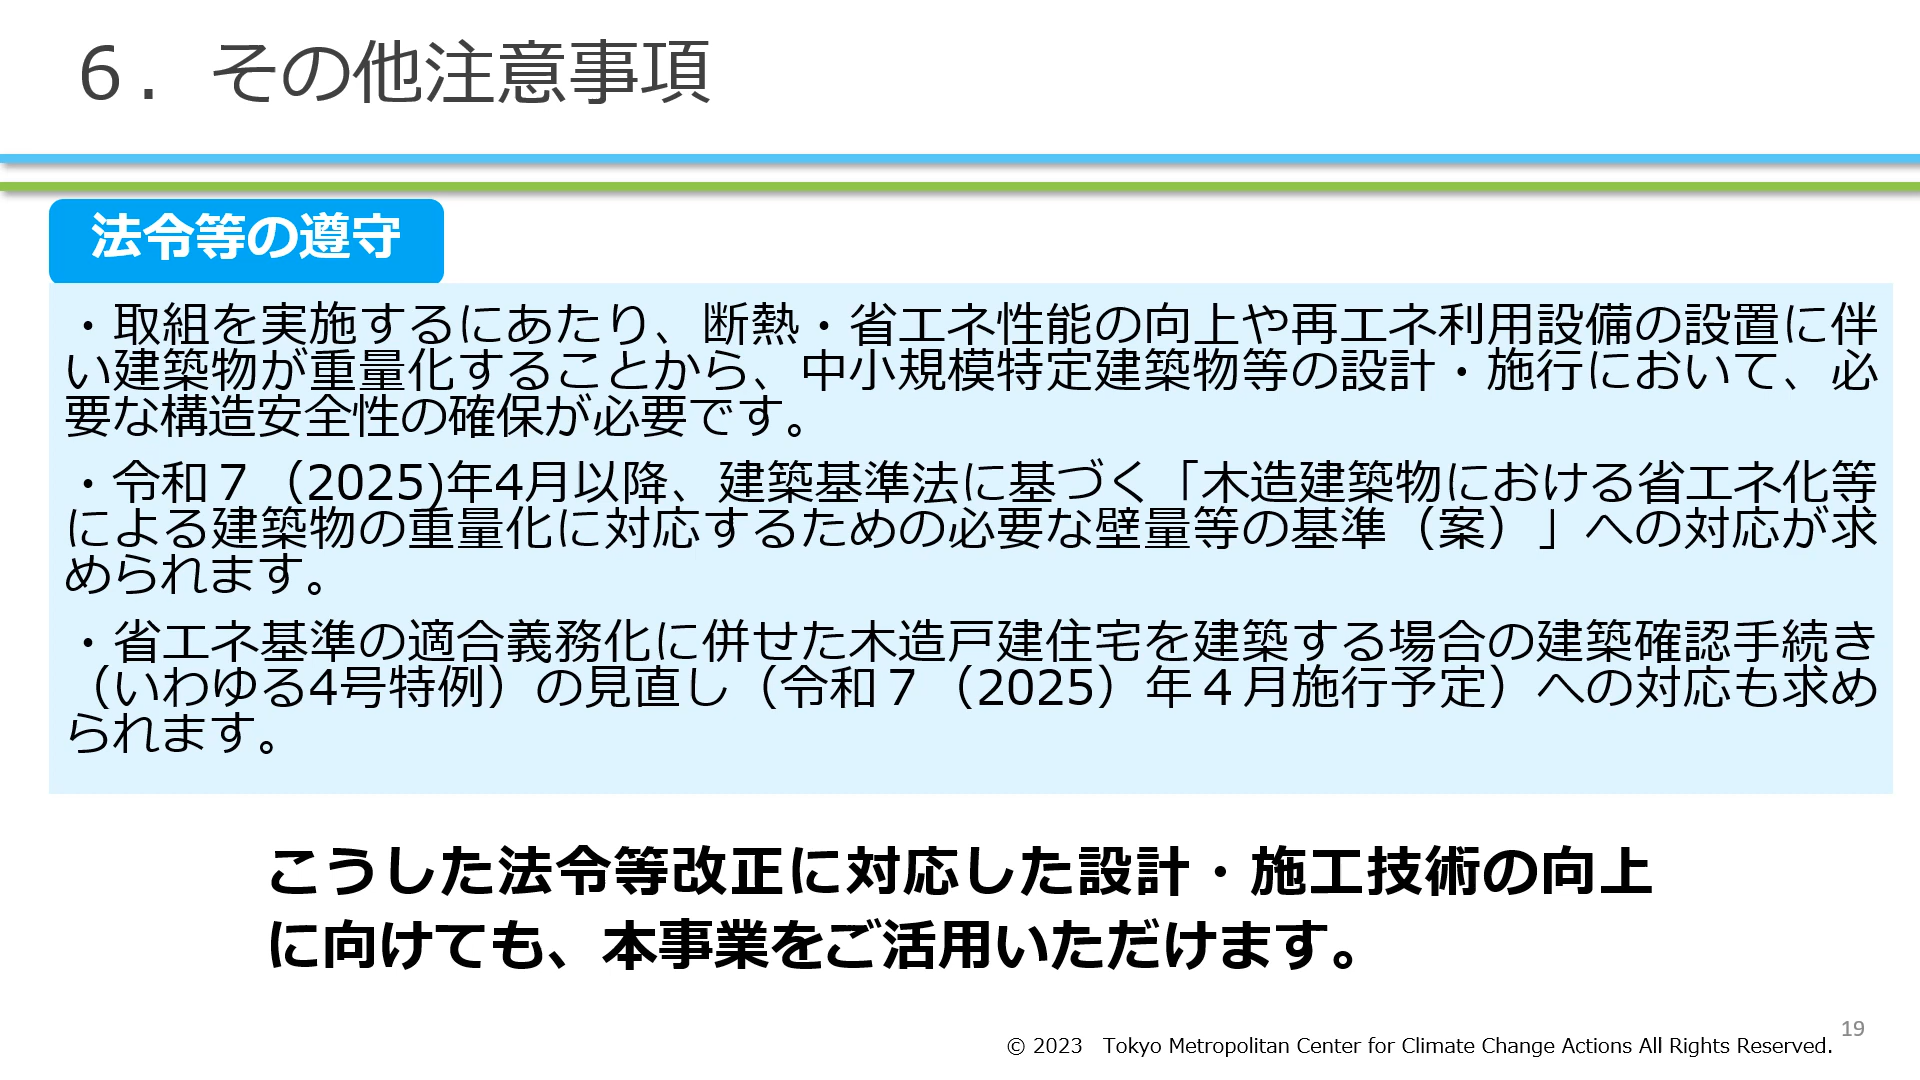 ６．その他注意事項
法令等の遵守
・取組を実施するにあたり、断熱・省エネ性能の向上や再エネ利用設備の設置に伴
い建築物が重量化することから、中小規模特定建築物等の設計・施行において、必
要な構造安全性の確保が必要です。
・令和７（2025)年4月以降、建築基準法に基づく「木造建築物における省エネ化等
による建築物の重量化に対応するための必要な壁量等の基準（案）」への対応が求
められます。
・省エネ基準の適合義務化に併せた木造戸建住宅を建築する場合の建築確認手続き
（いわゆる4号特例）の見直し（令和７（2025）年４月施行予定）への対応も求め
られます。
こうした法令等改正に対応した設計・施工技術の向上
に向けても、本事業をご活用いただけます。
19
© 2023　Tokyo Metropolitan Center for Climate Change Actions All Rights Reserved.